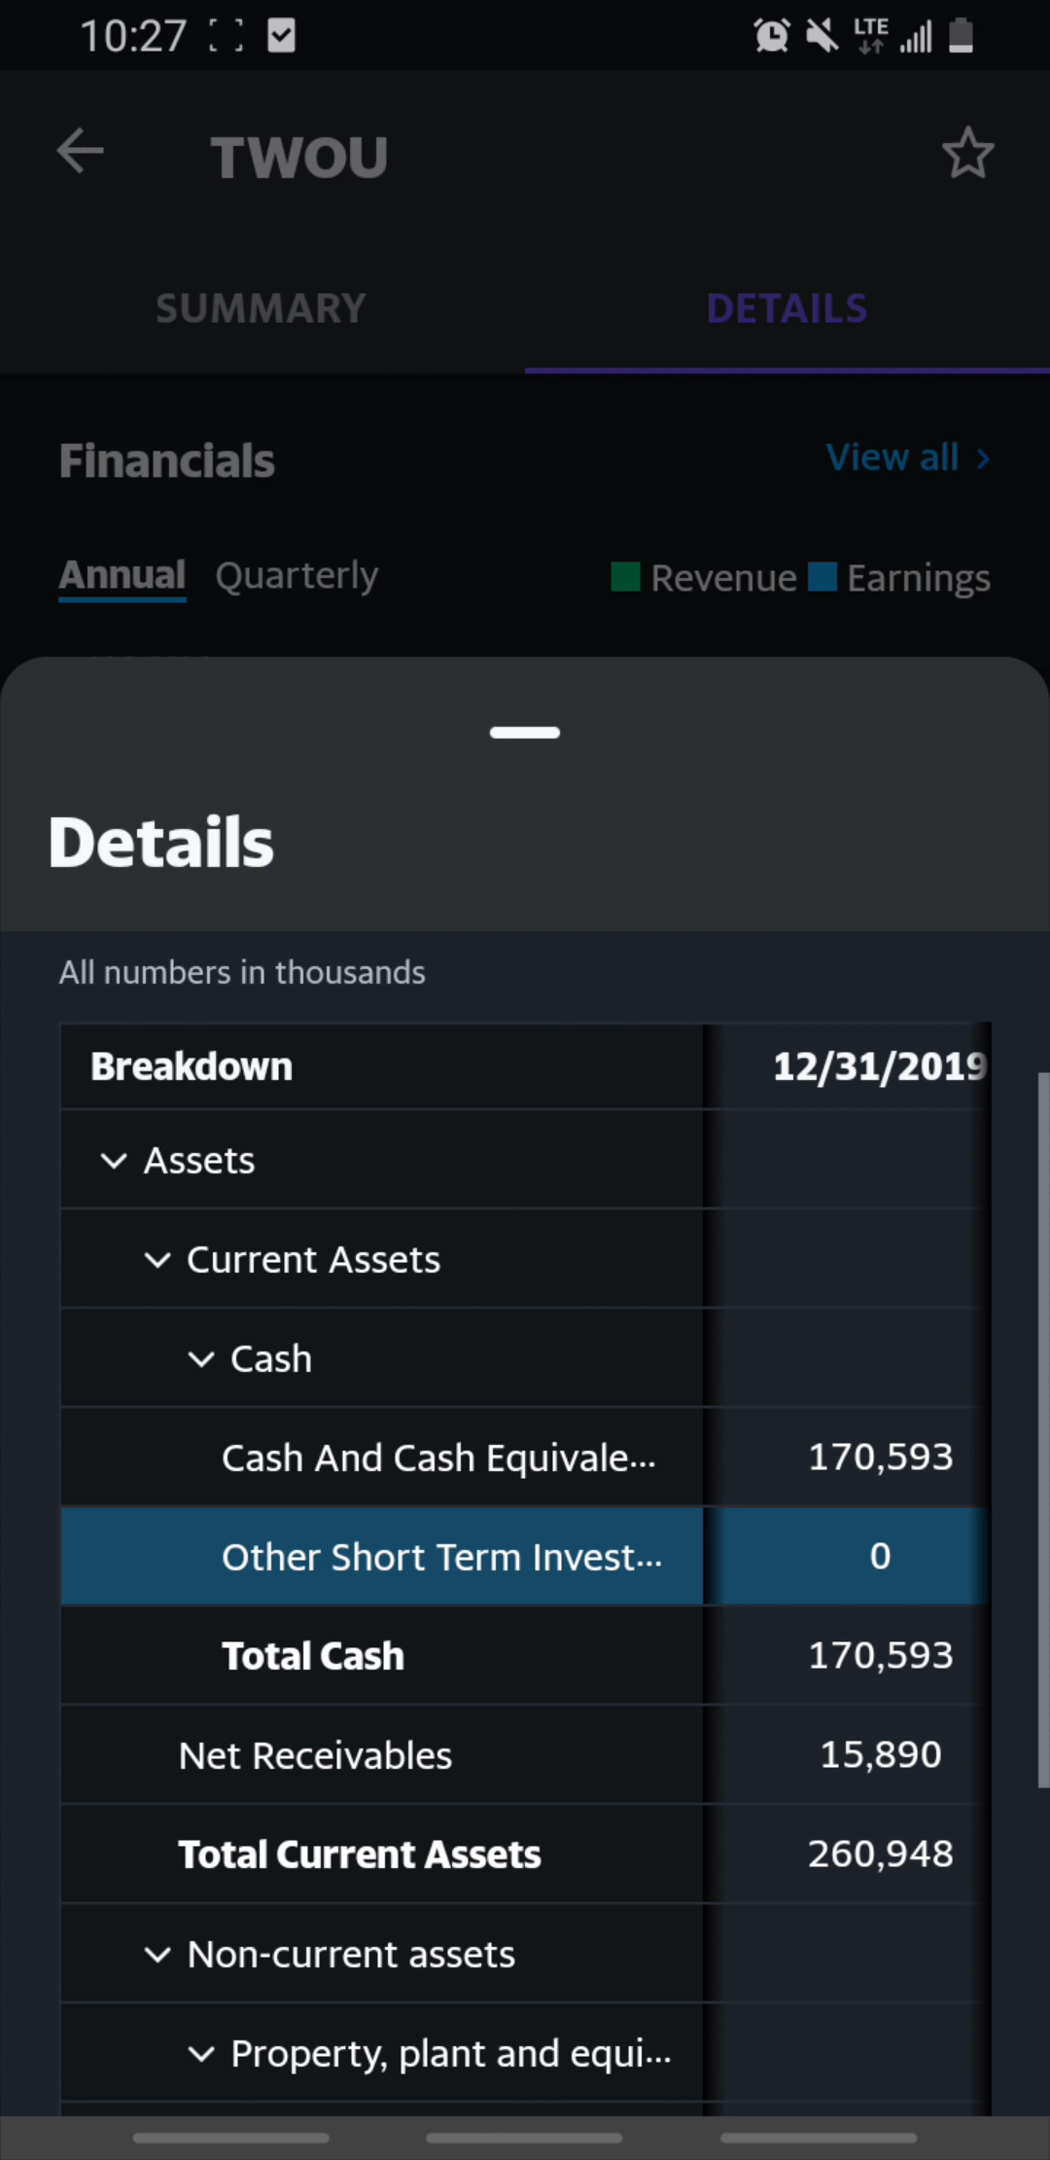 10:27 LTE
TWOU
SUMMARY DETAILS
Financials View all >
Annual Quarterly Revenue Earnings
Details
All numbers in thousands
Breakdown 12/31/2019
Assets
Current Assets
Cash
Cash And Cash Equivale... 170,593
Other Short Term Invest... 0
Total Cash 170,593
Net Receivables 15,890
Total Current Assets 260,948
Non-current assets
Property, plant and equi...